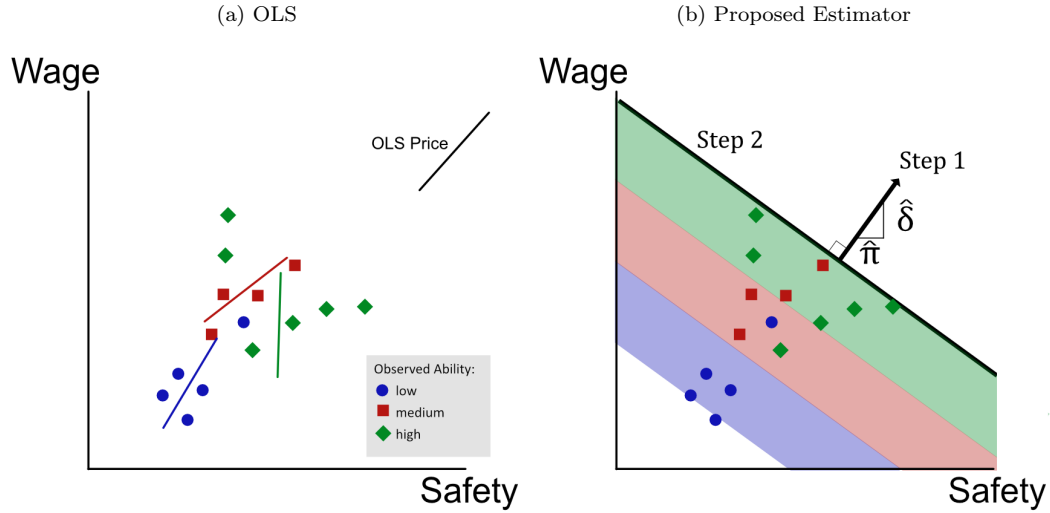 (a) OLS
Wage
OLS Price
Observed Ability:
low
medium
high
Safety
(b) Proposed Estimator
Wage
Step 2
Step 1
δ̂
π̂
Safety